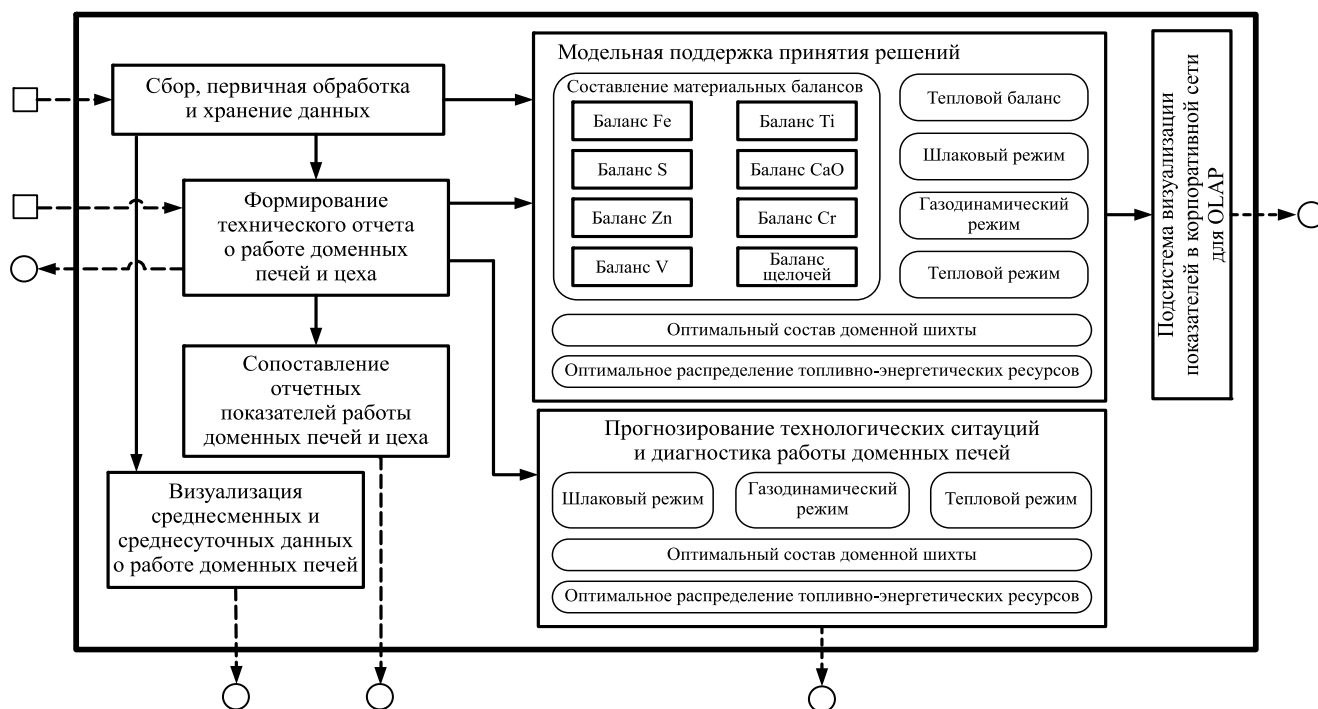 Сбор, первичная обработка
и хранение данных
Формирование
технического отчета
о работе доменных
печей и цеха
Сопоставление
отчетных
показателей работы
доменных печей и цеха
Визуализация
среднесменных и
среднесуточных данных
о работе доменных печей
Модельная поддержка принятия решений
Составление материальных балансов
Баланс Fe
Баланс Ti
Баланс S
Баланс CaO
Баланс Zn
Баланс Cr
Баланс V
Баланс
щелочей
Тепловой баланс
Шлаковый режим
Газодинамический
режим
Тепловой режим
Оптимальный состав доменной шихты
Оптимальное распределение топливно-энергетических ресурсов
Прогнозирование технологических ситауций
и диагностика работы доменных печей
Шлаковый режим
Газодинамический
режим
Тепловой режим
Оптимальный состав доменной шихты
Оптимальное распределение топливно-энергетических ресурсов
Подсистема визуализации
показателей в корпоративной сети
для OLAP